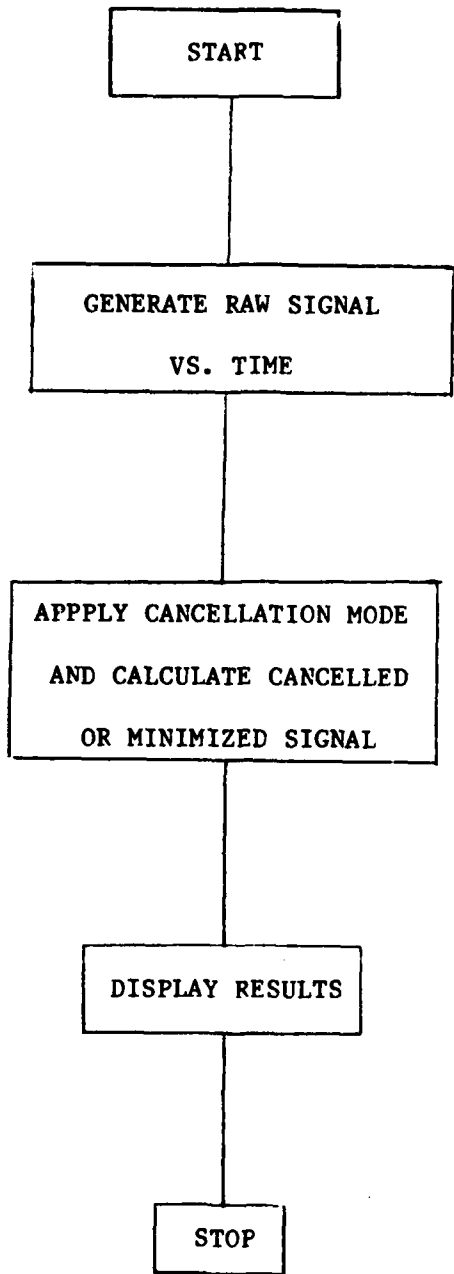 START
GENERATE RAW SIGNAL
VS. TIME
APPPLY CANCELLATION MODE
AND CALCULATE CANCELLED
OR MINIMIZED SIGNAL
DISPLAY RESULTS
STOP